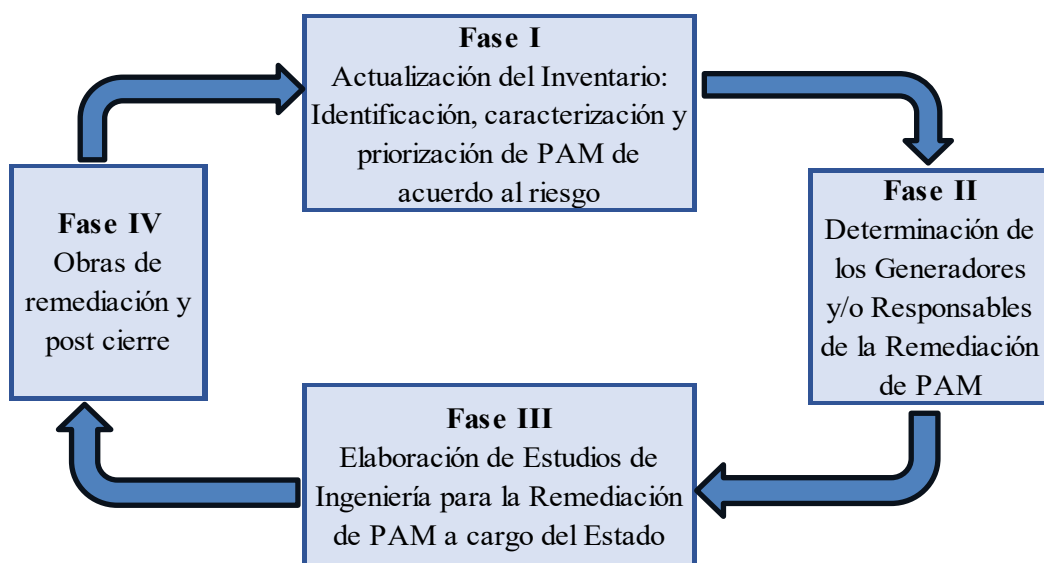 Fase I
Actualización del Inventario:
Identificación, caracterización y
priorización de PAM de
acuerdo al riesgo
Fase II
Determinación de
los Generadores
y/o Responsables
de la Remediación
de PAM
Fase III
Elaboración de Estudios de
Ingeniería para la Remediación
de PAM a cargo del Estado
Fase IV
Obras de
remediación y
post cierre